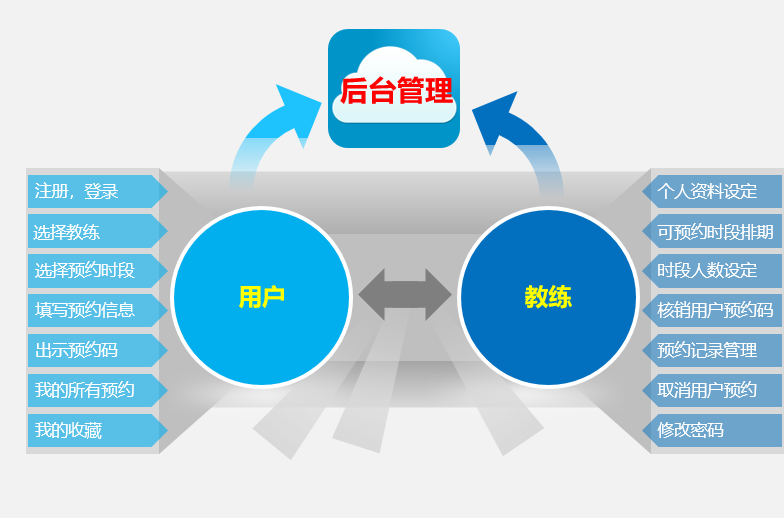 后台管理
注册，登录
选择教练
选择预约时段
填写预约信息
出示预约码
我的所有预约
我的收藏
用户
教练
个人资料设定
可预约时段排期
时段人数设定
核销用户预约码
预约记录管理
取消用户预约
修改密码